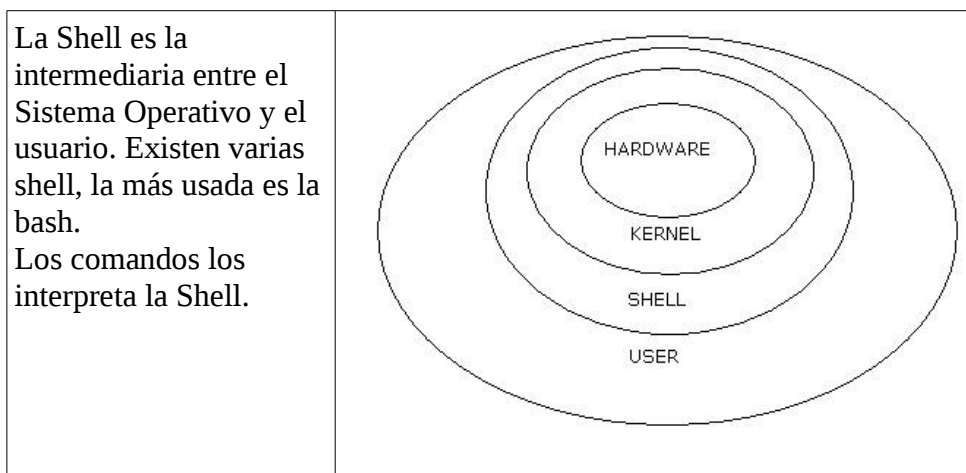 La Shell es la
intermediaria entre el
Sistema Operativo y el
usuario. Existen varias
shell, la más usada es la
bash.
Los comandos los
interpreta la Shell.
HARDWARE
KERNEL
SHELL
USER